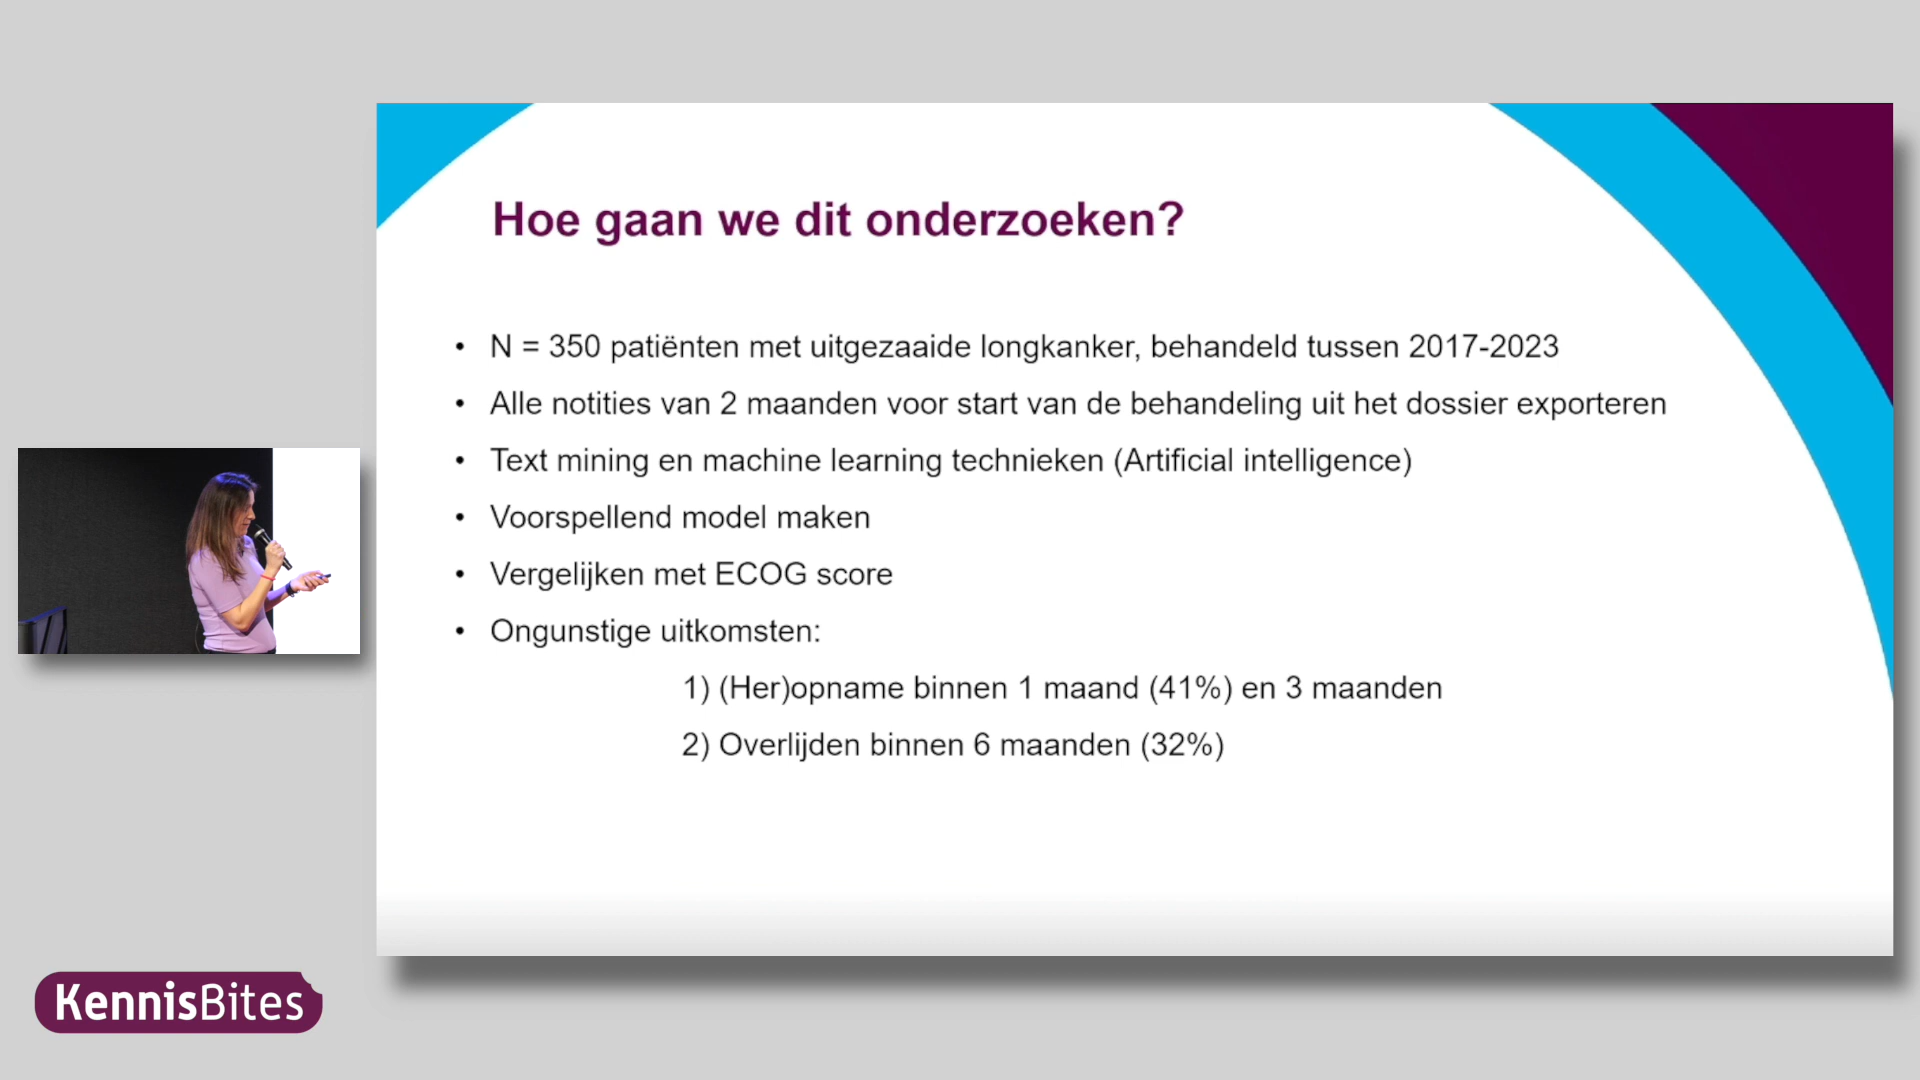 Hoe gaan we dit onderzoeken?
• N = 350 patiënten met uitgezaaide longkanker, behandeld tussen 2017-2023
• Alle notities van 2 maanden voor start van de behandeling uit het dossier exporteren
• Text mining en machine learning technieken (Artificial intelligence)
• Voorspellend model maken
• Vergelijken met ECOG score
• Ongunstige uitkomsten:
1) (Her)opname binnen 1 maand (41%) en 3 maanden
2) Overlijden binnen 6 maanden (32%)
KennisBites